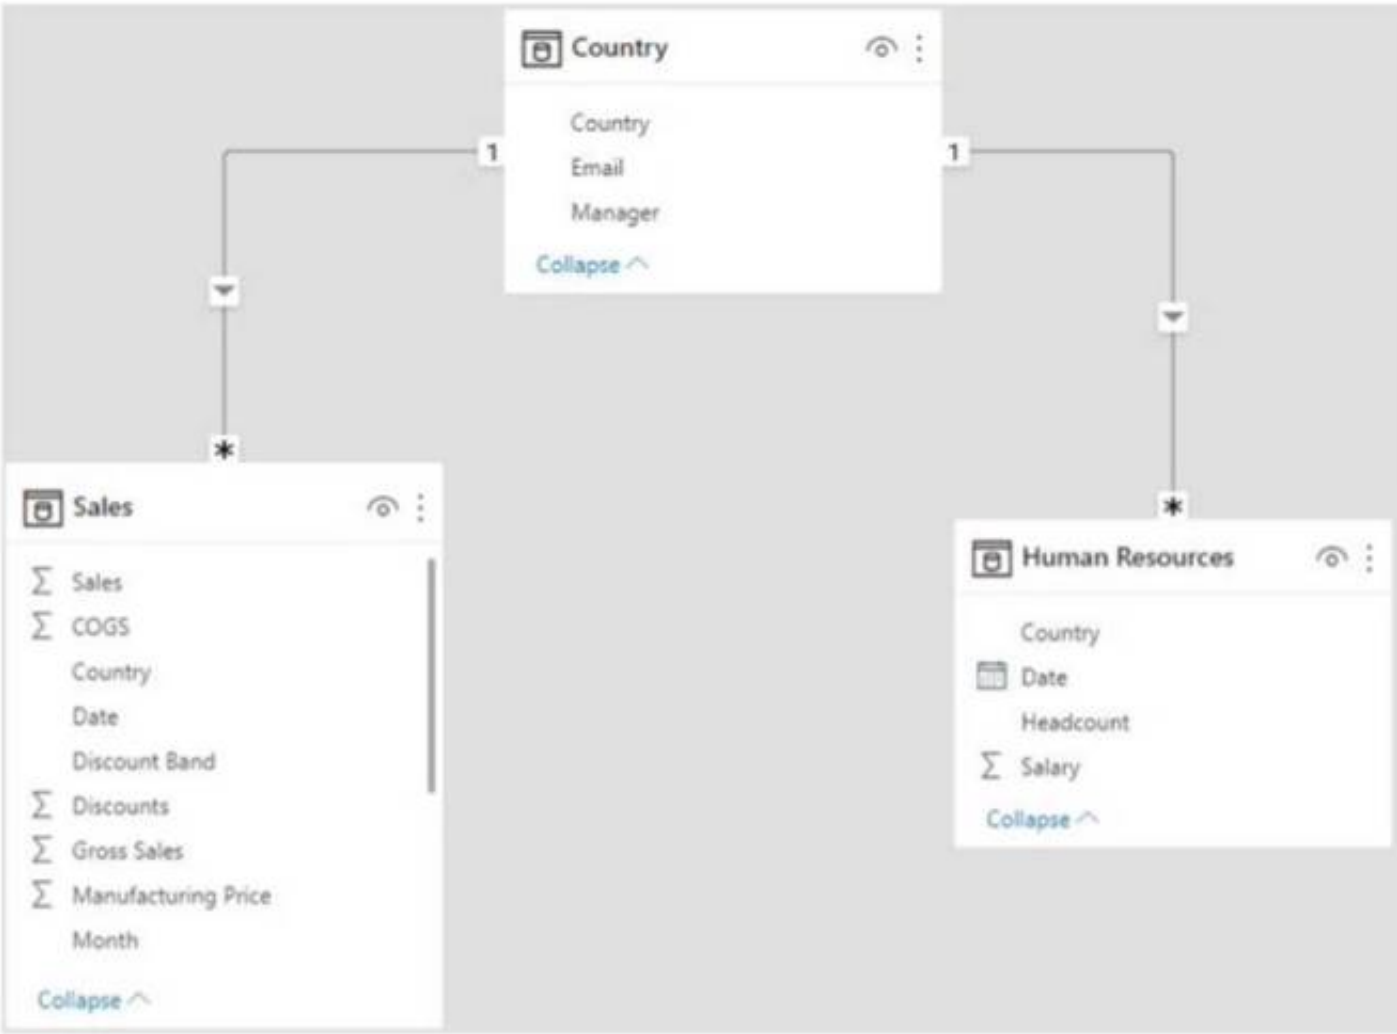 Country
Country
Email
Manager
Collapse
1
1
*
*
Sales
Σ Sales
Σ COGS
Country
Date
Discount Band
Σ Discounts
Σ Gross Sales
Σ Manufacturing Price
Month
Collapse
Human Resources
Country
Date
Headcount
Σ Salary
Collapse